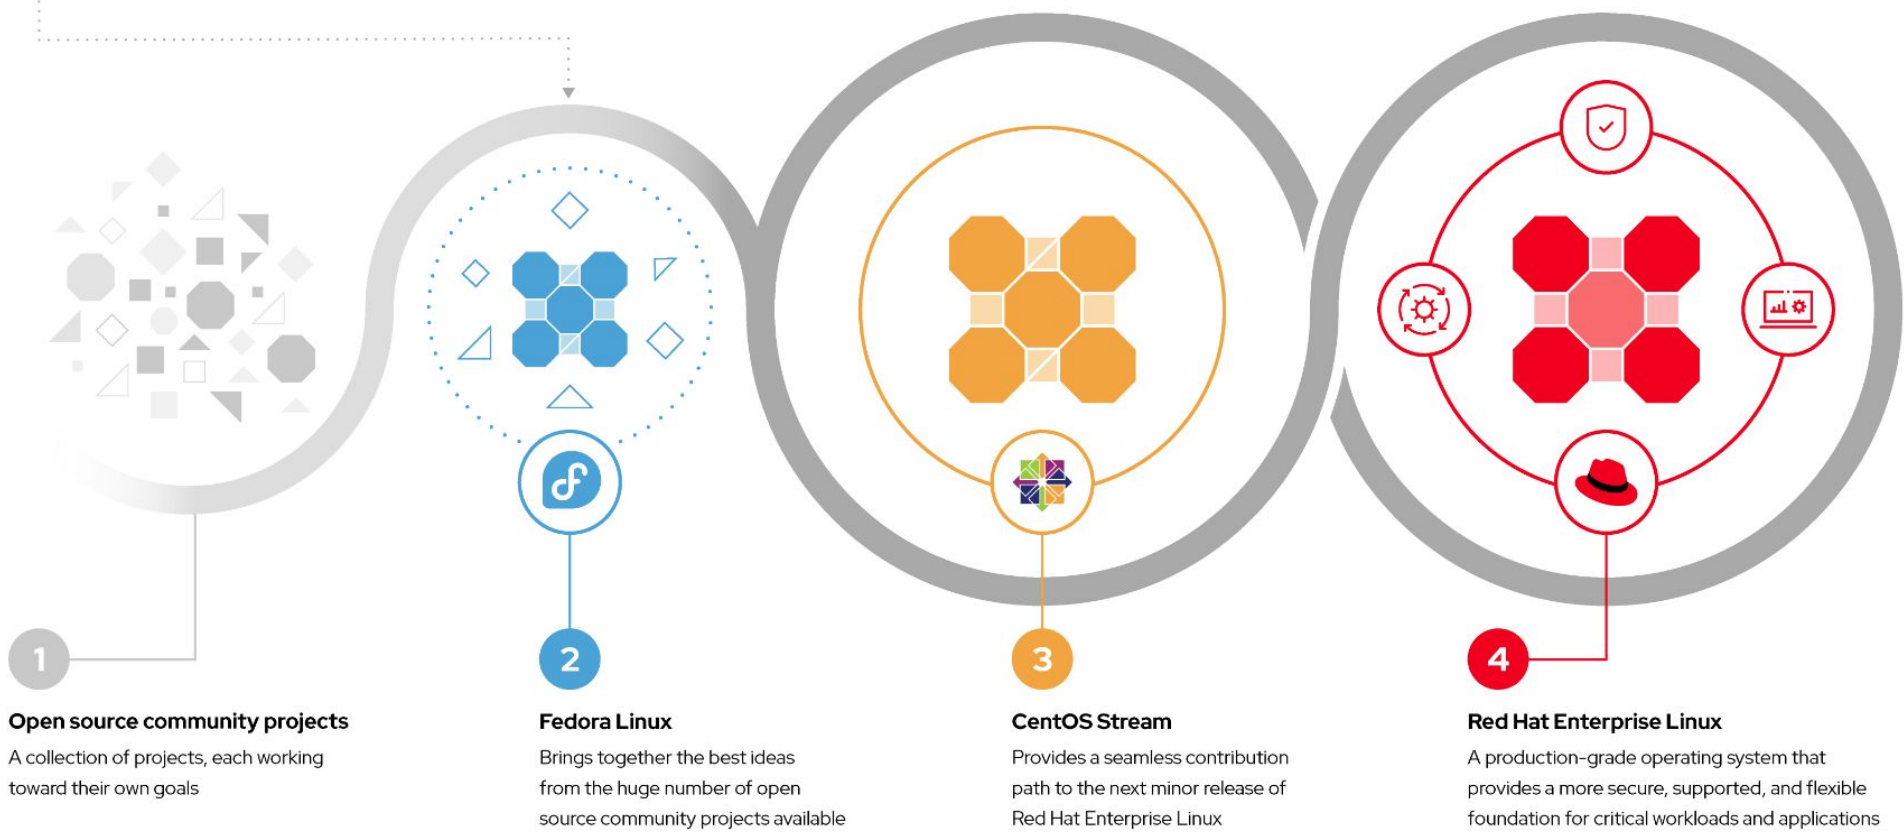 1
Open source community projects
A collection of projects, each working
toward their own goals
2
Fedora Linux
Brings together the best ideas
from the huge number of open
source community projects available
3
CentOS Stream
Provides a seamless contribution
path to the next minor release of
Red Hat Enterprise Linux
4
Red Hat Enterprise Linux
A production-grade operating system that
provides a more secure, supported, and flexible
foundation for critical workloads and applications